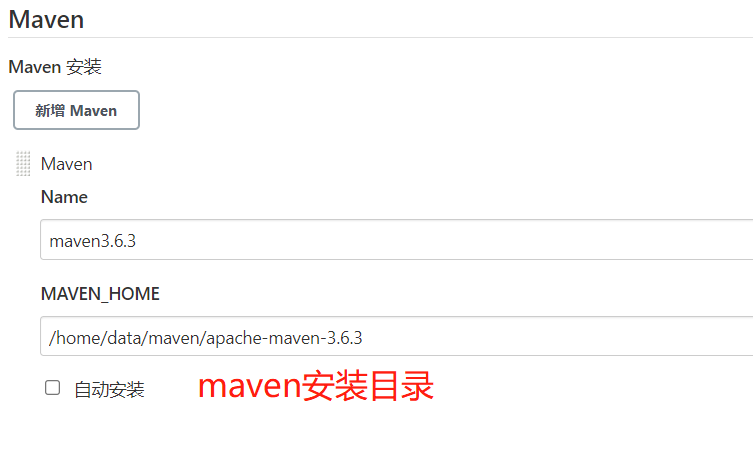 Maven
Maven 安装
新增 Maven
Maven
Name
maven3.6.3
MAVEN_HOME
/home/data/maven/apache-maven-3.6.3
自动安装 maven安装目录